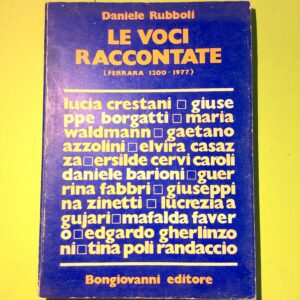 Daniele Rubboli
LE VOCI
RACCONTATE
(FERRARA 1200-1977)
lucia crestani□giuse
ppe borgatti□maria
waldmann□gaetano
azzolini□elvira casaz
za□ersilde cervi caroli
daniele barioni□guer
rina fabbri□giuseppi
na zinetti□lucrezia a
gujari□mafalda faver
o□edgardo gherlinzo
ni□tina poli randaccio
Bongiovanni editore